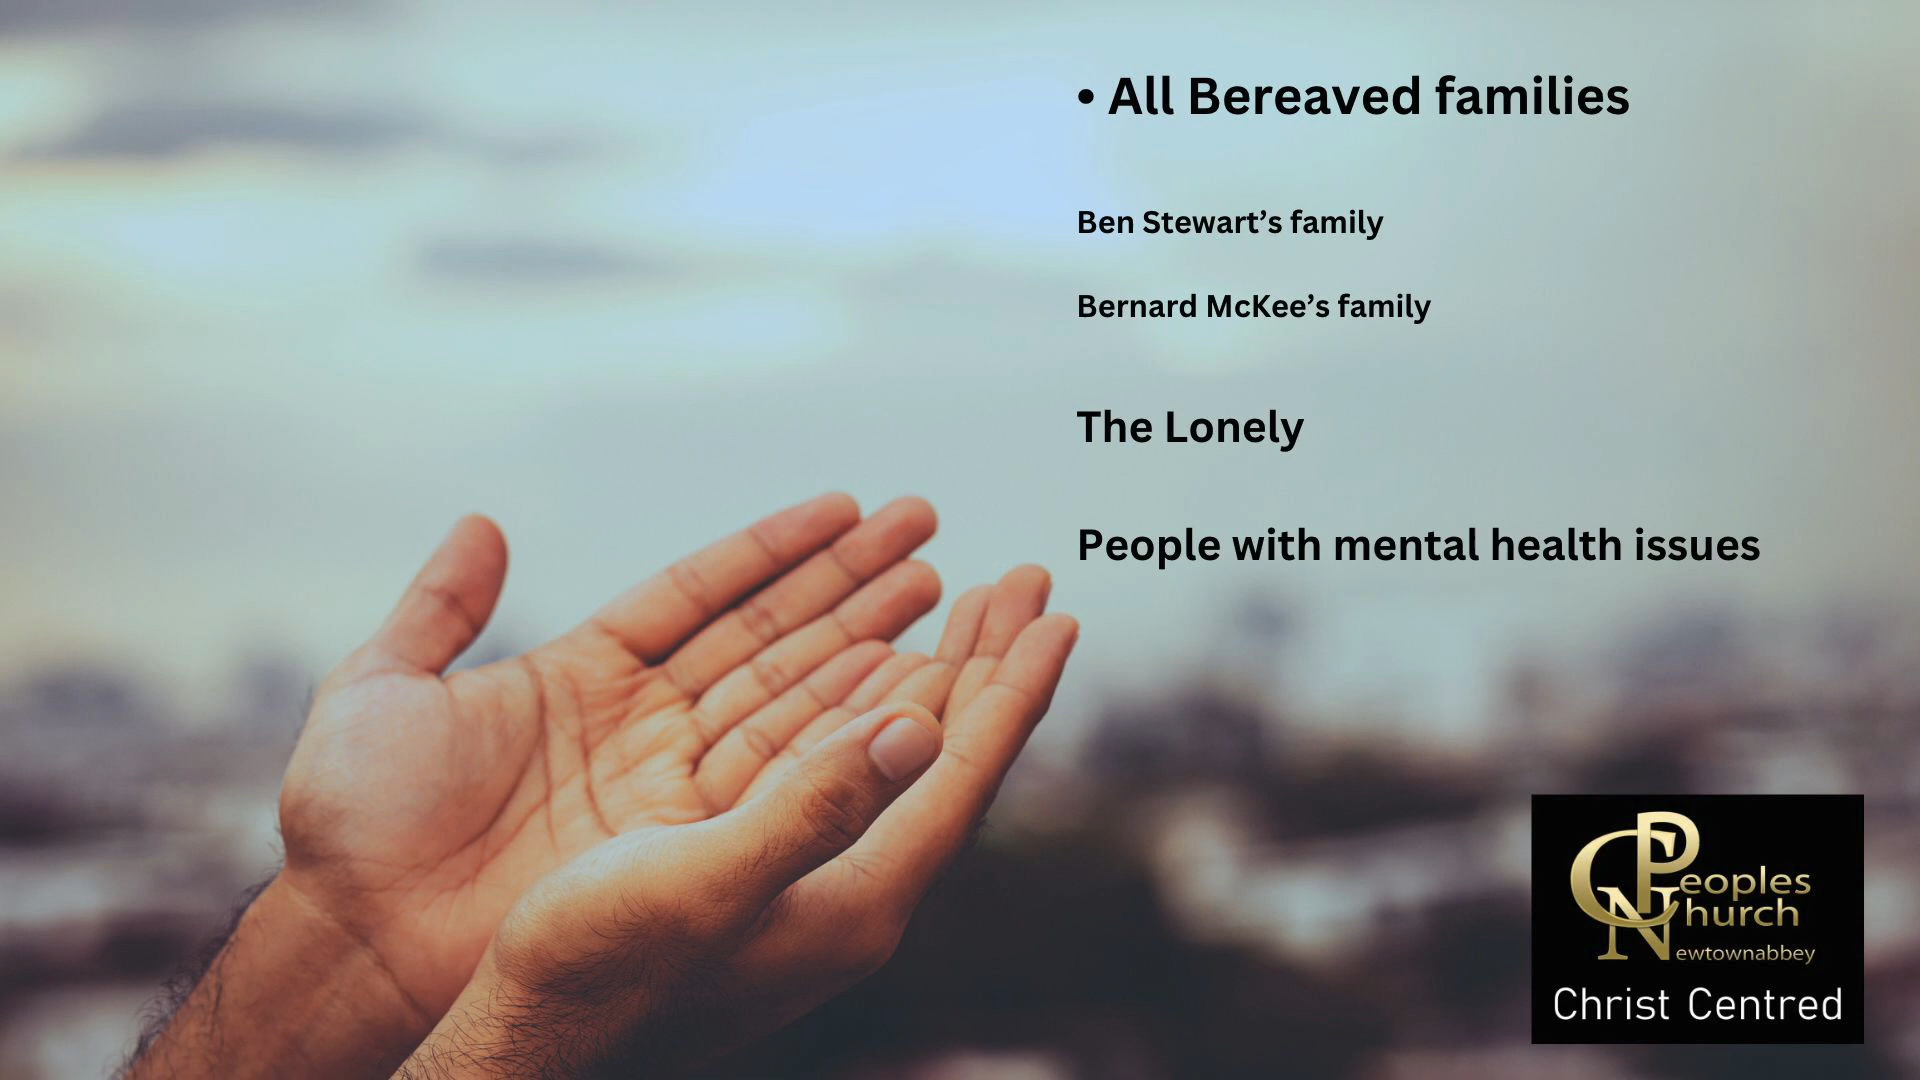 • All Bereaved families
Ben Stewart’s family
Bernard McKee’s family
The Lonely
People with mental health issues
Peoples
Church
Newtownabbey
Christ Centred